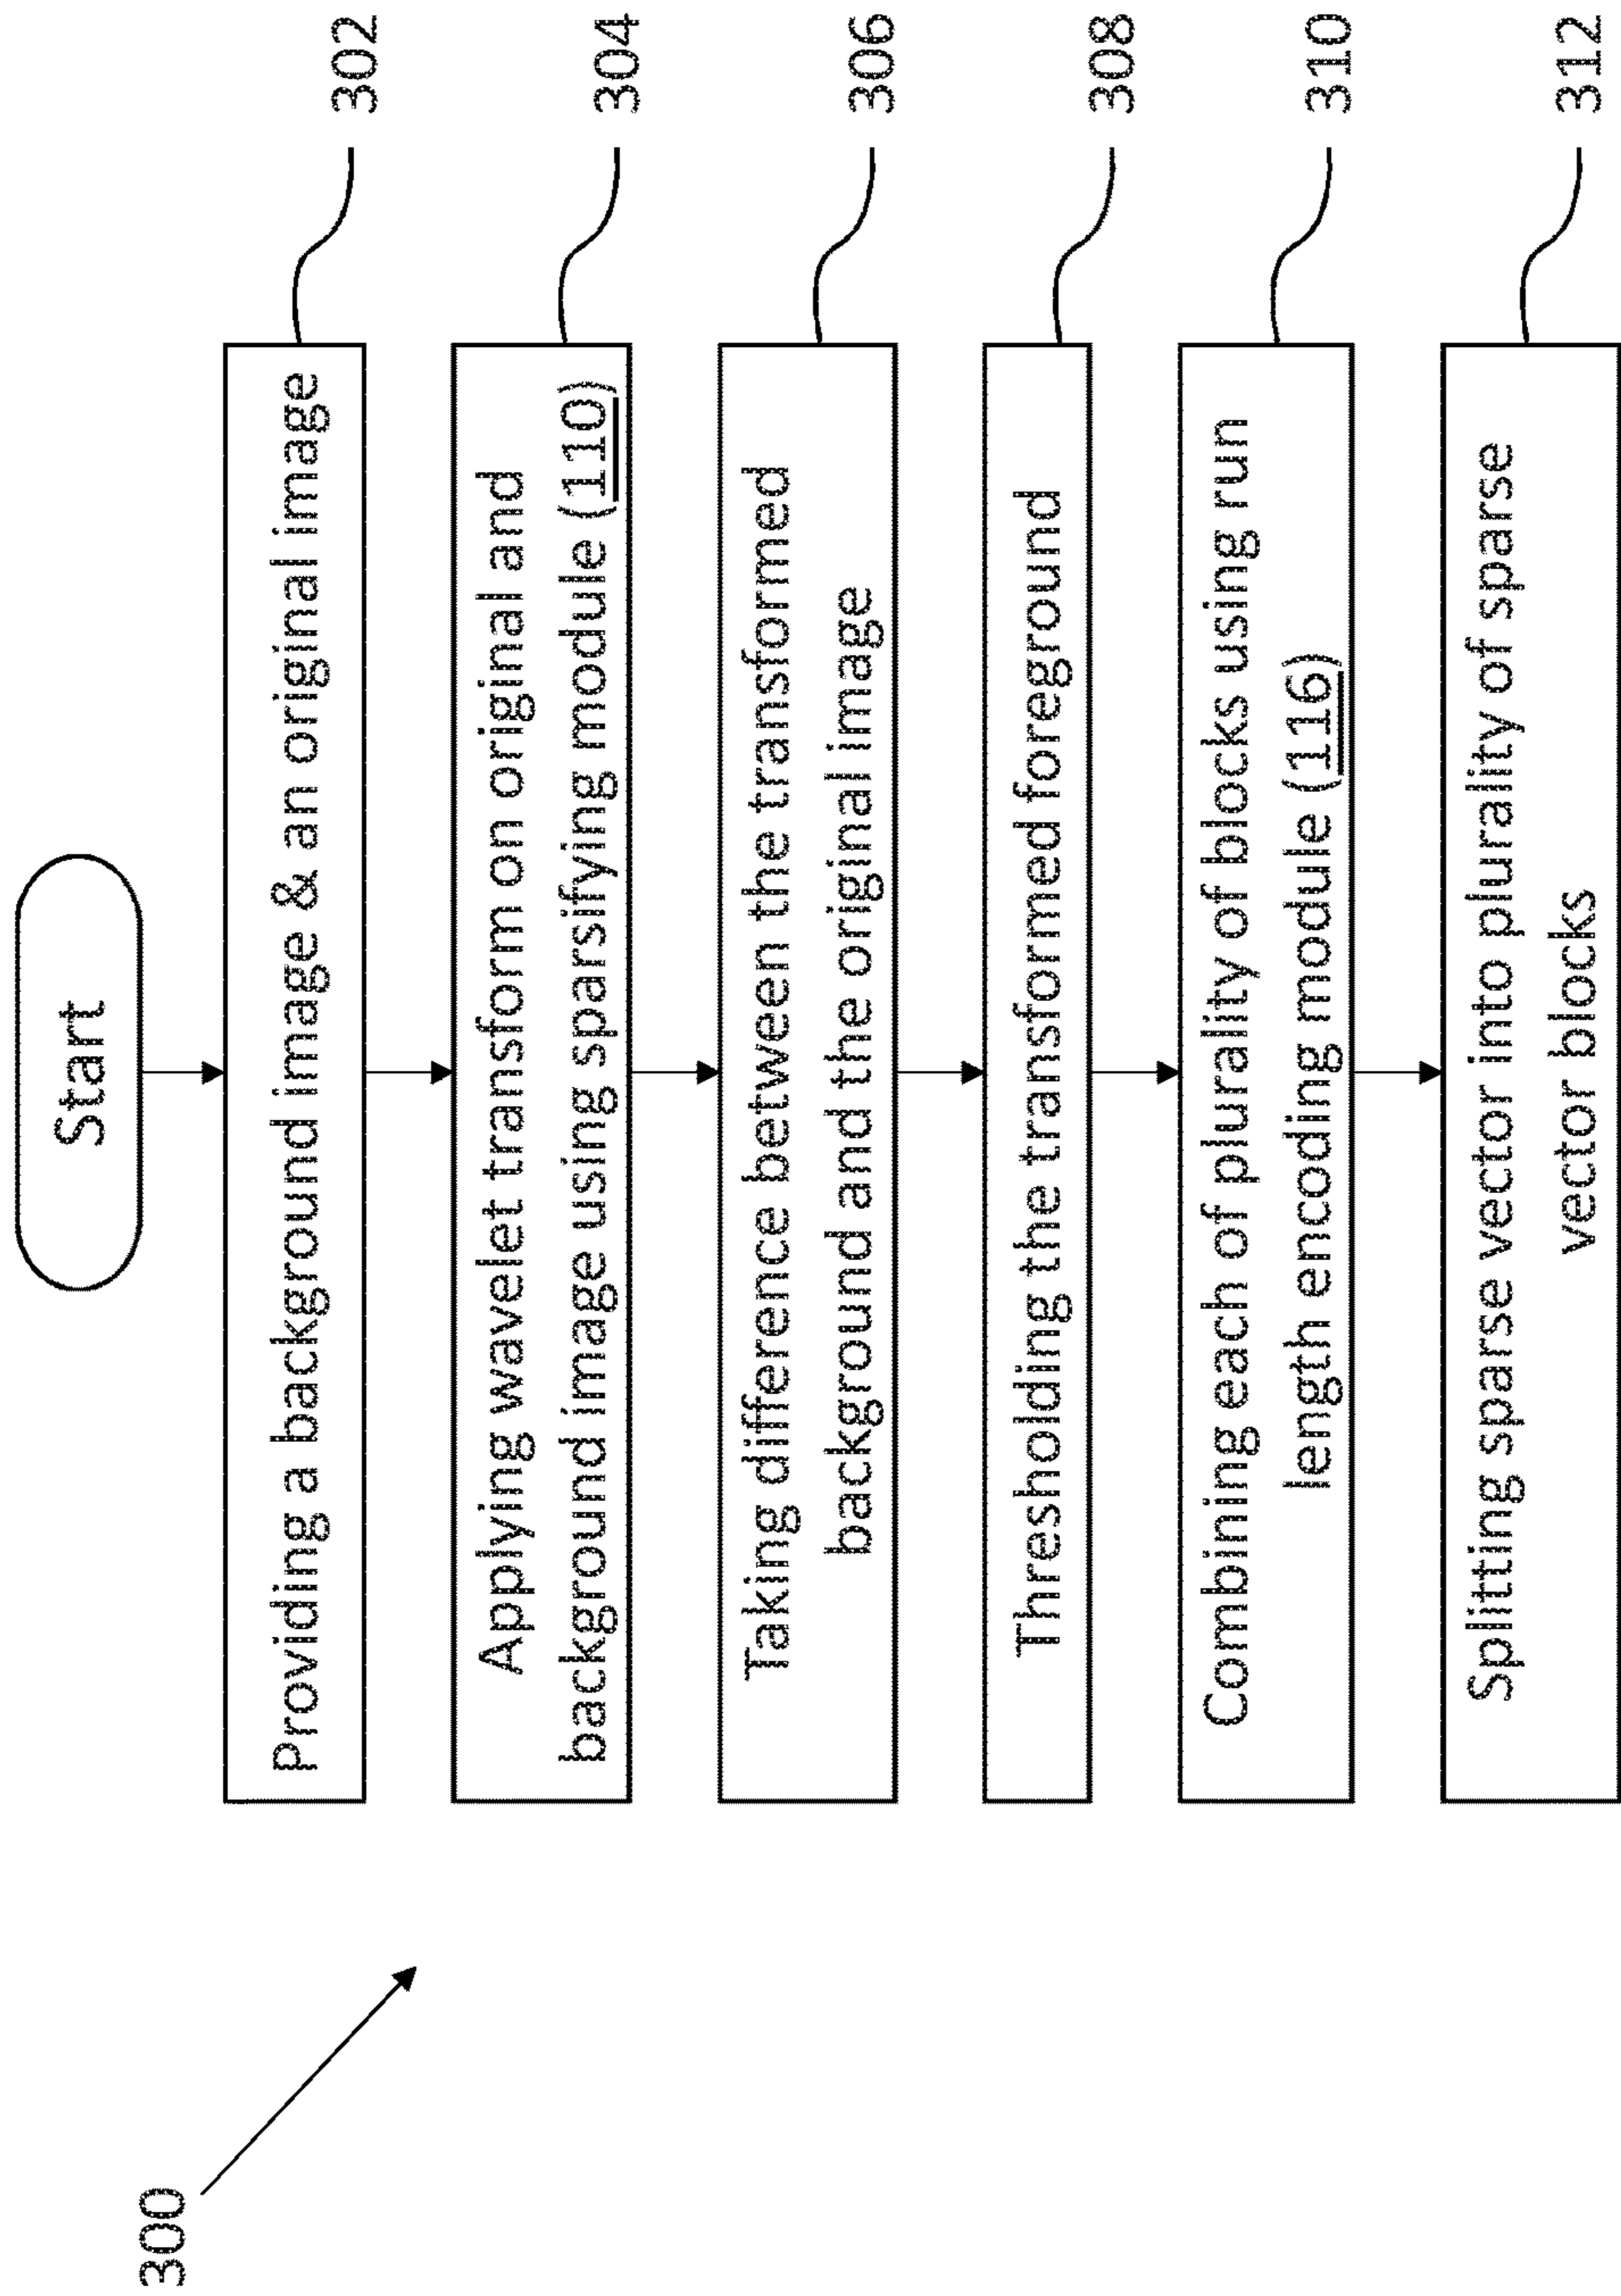 300
Start
Providing a background image & an original image
302
Applying wavelet transform on original and
background image using sparsifying module (110)
304
Taking difference between the transformed
background and the original image
306
Thresholding the transformed foreground
308
Combining each of plurality of blocks using run
length encoding module (116)
310
Splitting sparse vector into plurality of sparse
vector blocks
312